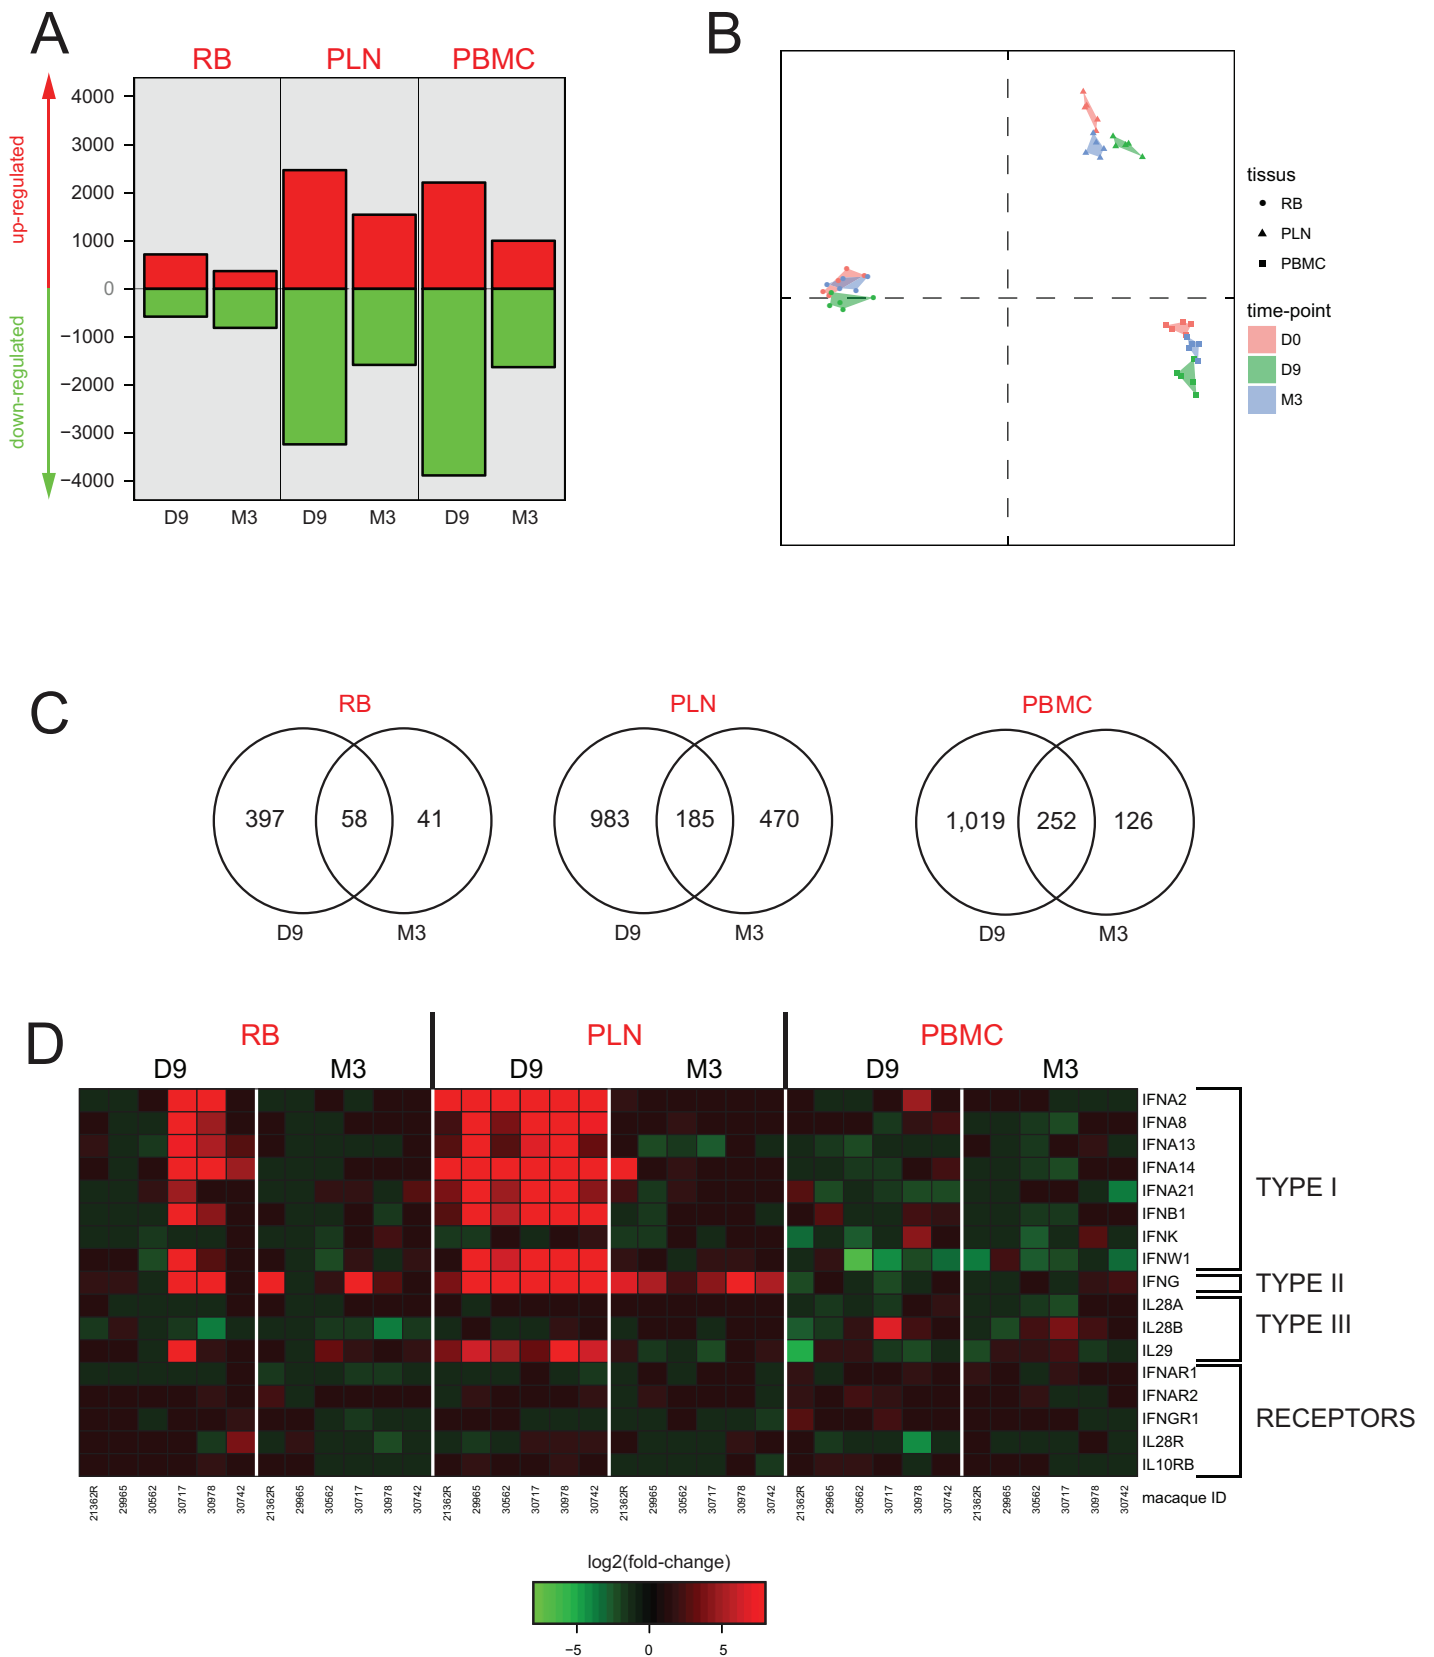 A
RB PLN PBMC
up-regulated
down-regulated
4000
3000
2000
1000
0
−1000
−2000
−3000
−4000
D9 M3 D9 M3 D9 M3
B
tissus
RB
PLN
PBMC
time-point
D0
D9
M3
C
RB
397 58 41
D9 M3
PLN
983 185 470
D9 M3
PBMC
1,019 252 126
D9 M3
D
RB PLN PBMC
D9 M3 D9 M3 D9 M3
IFNA2
IFNA8
IFNA13
IFNA14
IFNA21
IFNB1
IFNK
IFNW1
IFNG
IL28A
IL28B
IL29
IFNAR1
IFNAR2
IFNGR1
IL28R
IL10RB
TYPE I
TYPE II
TYPE III
RECEPTORS
21362R 29965 30562 30717 30978 30742 21362R 29965 30562 30717 30978 30742 21362R 29965 30562 30717 30978 30742 21362R 29965 30562 30717 30978 30742 21362R 29965 30562 30717 30978 30742 21362R 29965 30562 30717 30978 30742
macaque ID
log2(fold-change)
−5 0 5